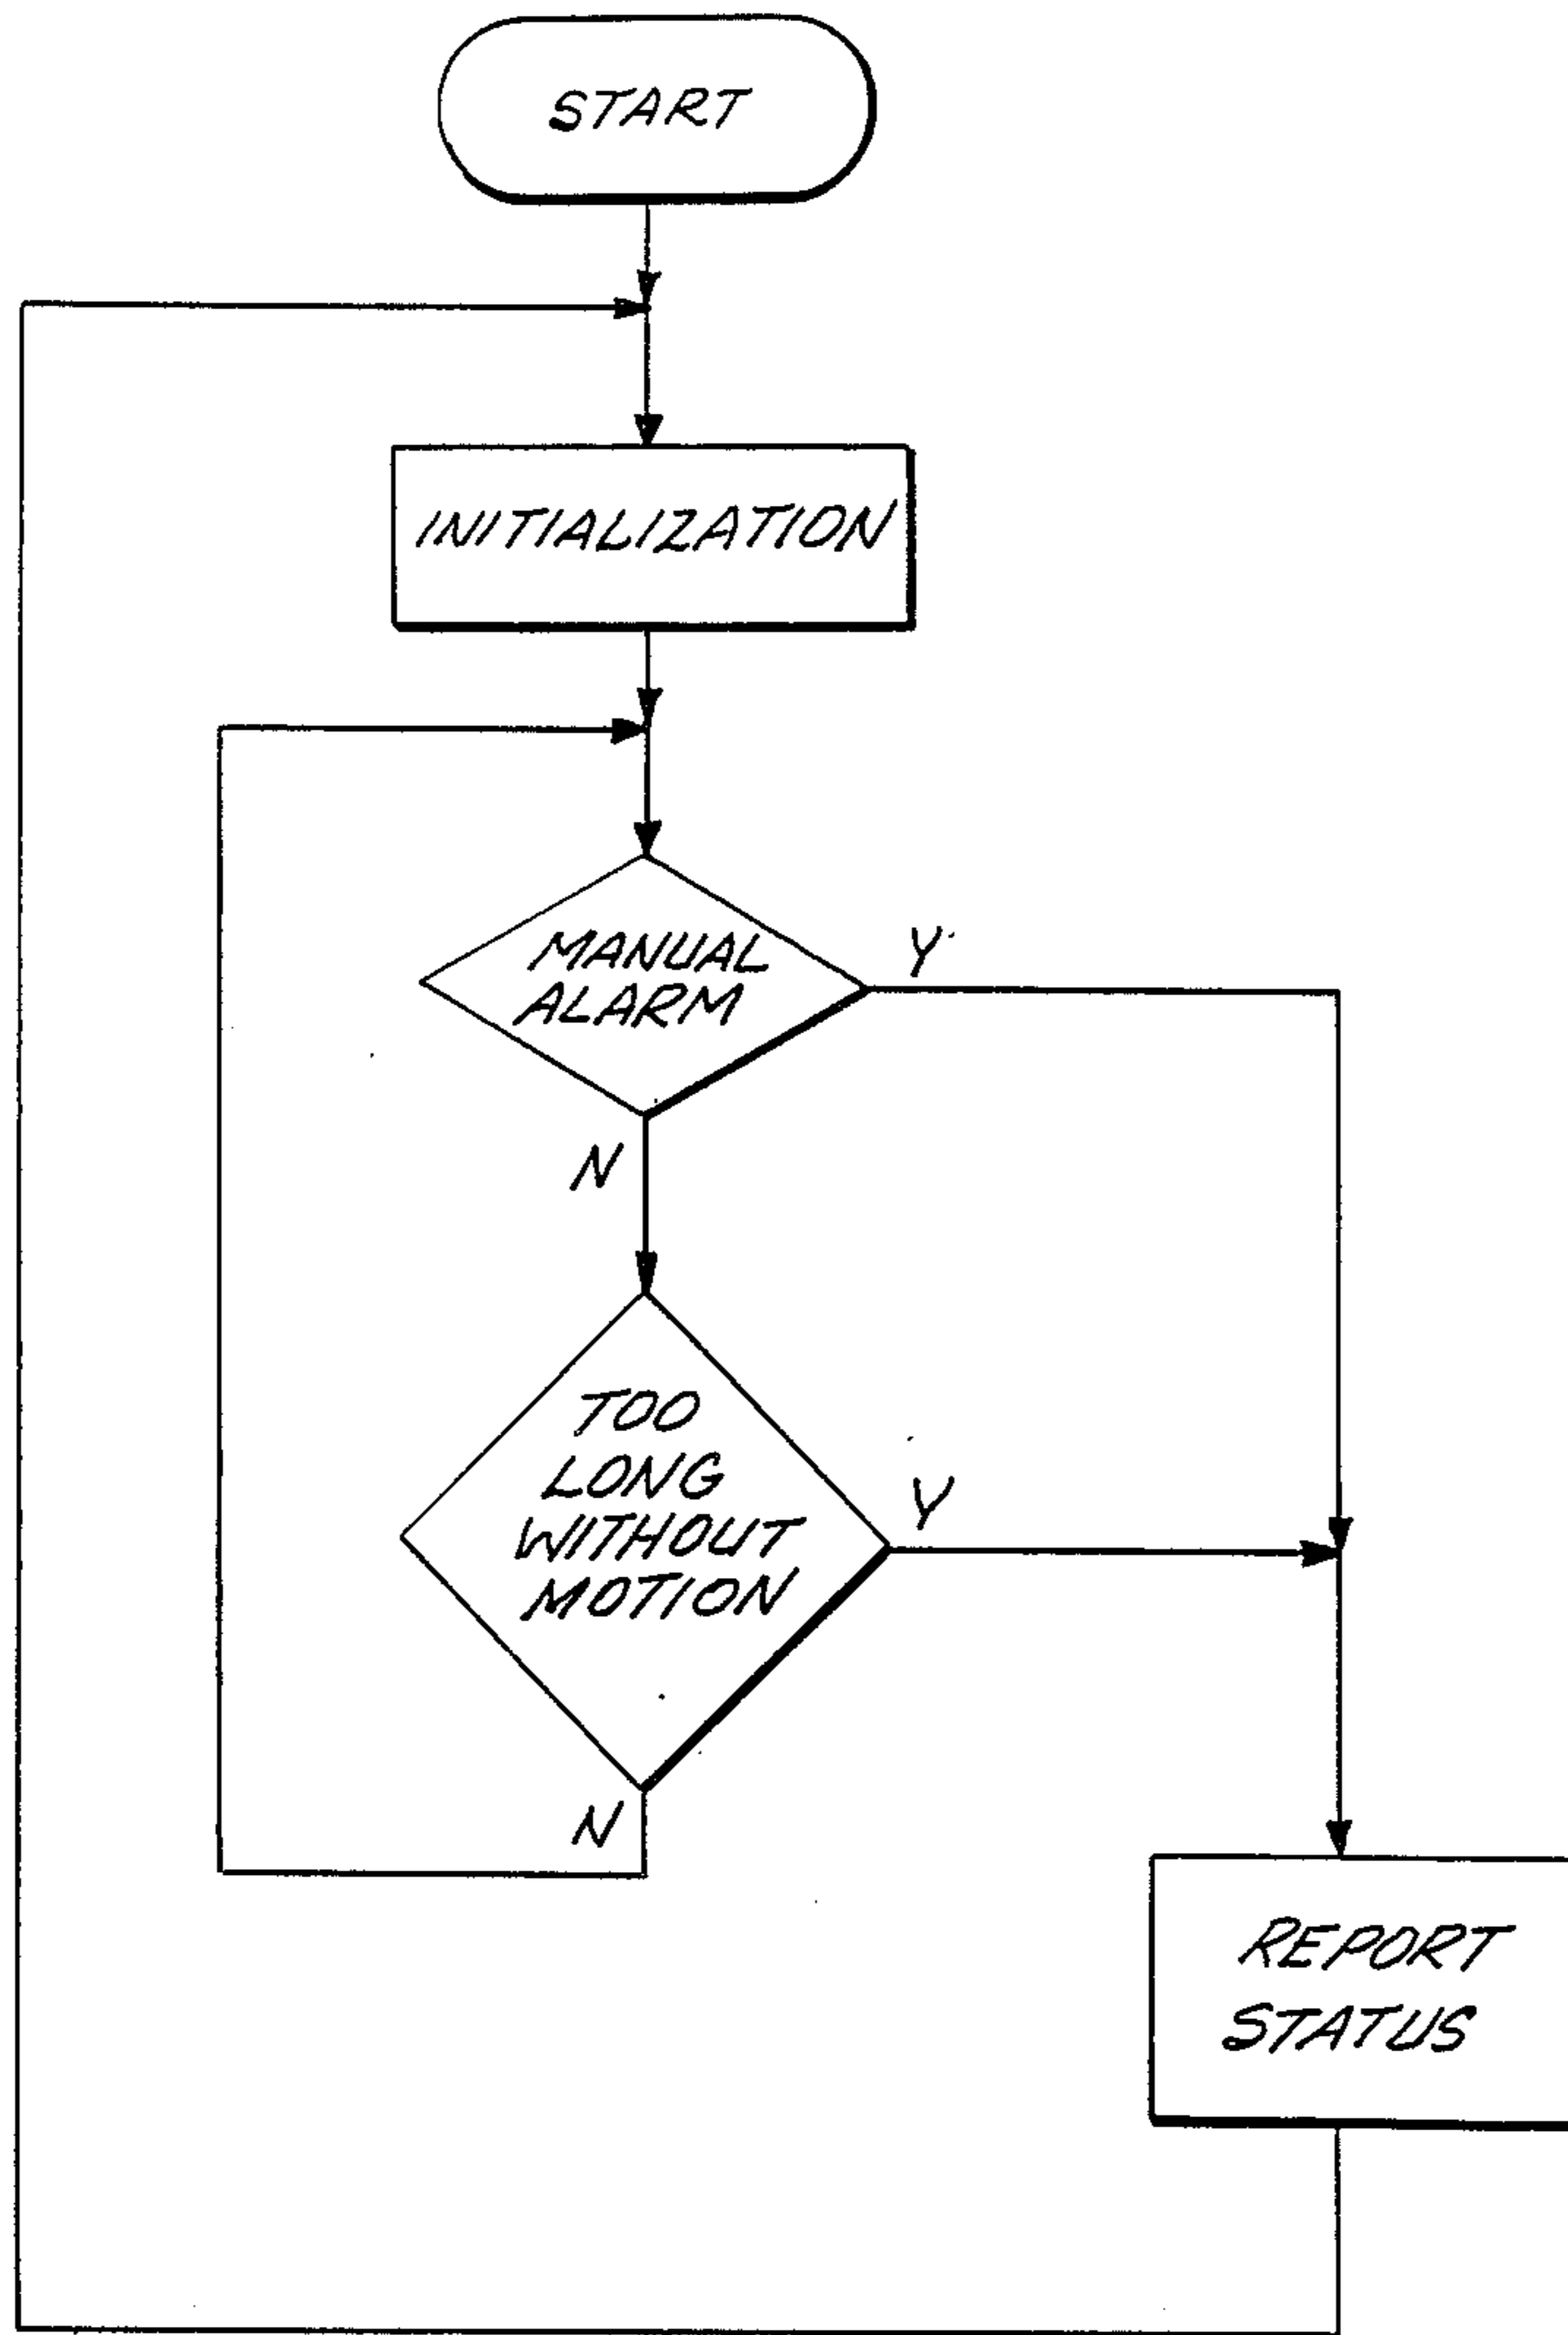 START
INITIALIZATION
MANUAL
ALARM
Y
N
TOO
LONG
WITHOUT
MOTION
Y
N
REPORT
STATUS